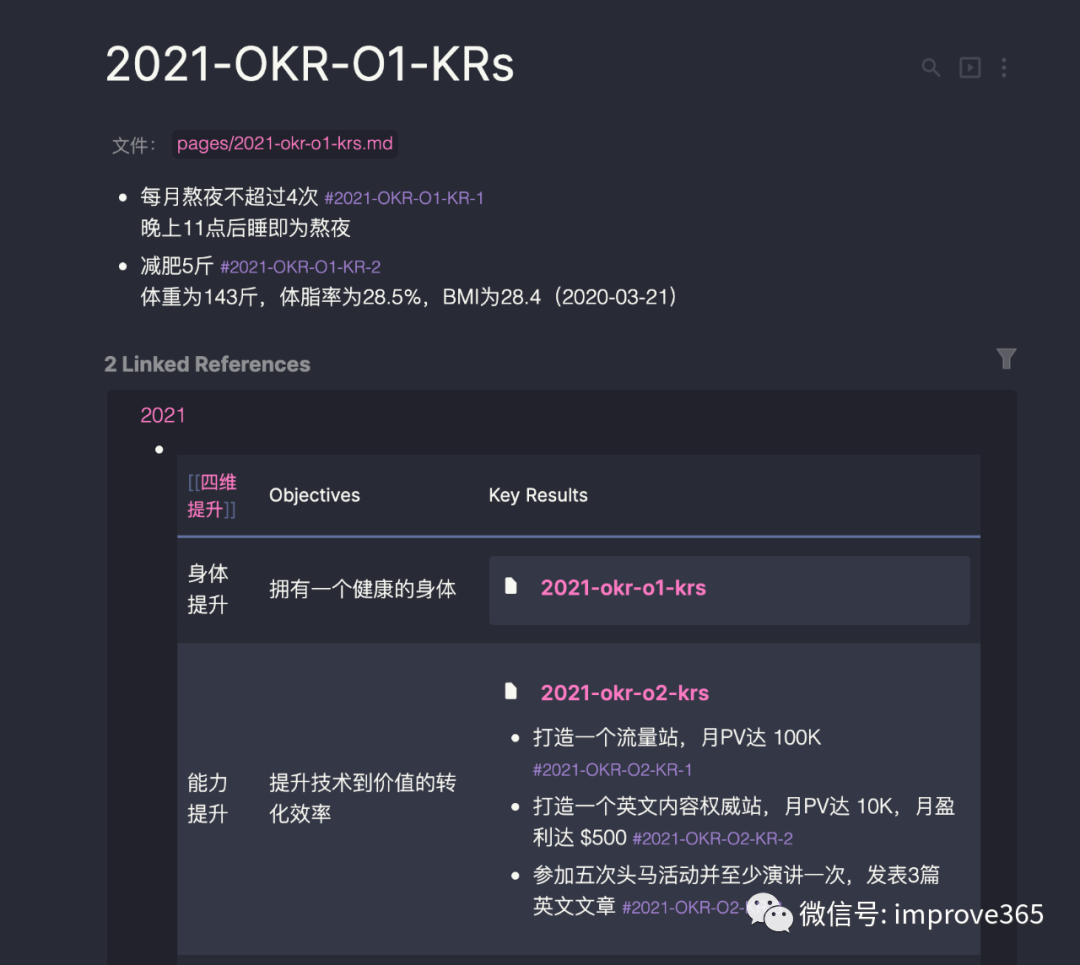 2021-OKR-O1-KRs
文件： pages/2021-okr-o1-krs.md
每月熬夜不超过4次 #2021-OKR-O1-KR-1
晚上11点后睡即为熬夜
减肥5斤 #2021-OKR-O1-KR-2
体重为143斤，体脂率为28.5%，BMI为28.4（2020-03-21）
2 Linked References
2021
[[四维
提升]]
Objectives
Key Results
身体
提升
拥有一个健康的身体
2021-okr-o1-krs
能力
提升
提升技术到价值的转
化效率
2021-okr-o2-krs
打造一个流量站，月PV达 100K
#2021-OKR-O2-KR-1
打造一个英文内容权威站，月PV达 10K，月盈
利达 $500 #2021-OKR-O2-KR-2
参加五次头马活动并至少演讲一次，发表3篇
英文文章 #2021-OKR-O2-
微信号: improve365